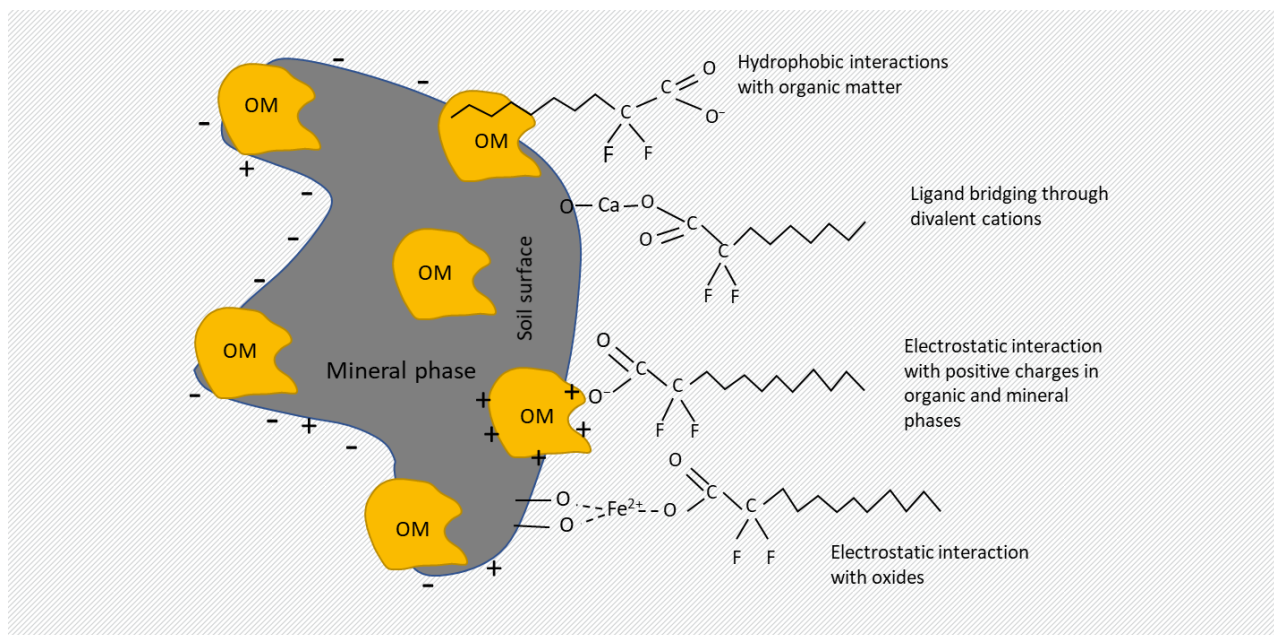 Hydrophobic interactions
with organic matter
OM
OM
C
O
O⁻
C
F
F
Ligand bridging through
divalent cations
O
Ca
O
C
O
C
F
F
OM
Soil surface
Electrostatic interaction
with positive charges in
organic and mineral
phases
OM
Mineral phase
O
C
O⁻
C
F
F
OM
O
C
C
O
Fe²⁺
O
O
F
F
OM
Electrostatic interaction
with oxides
-
-
-
+
-
-
-
-
-
+
-
+
+
+
+
+
+
-